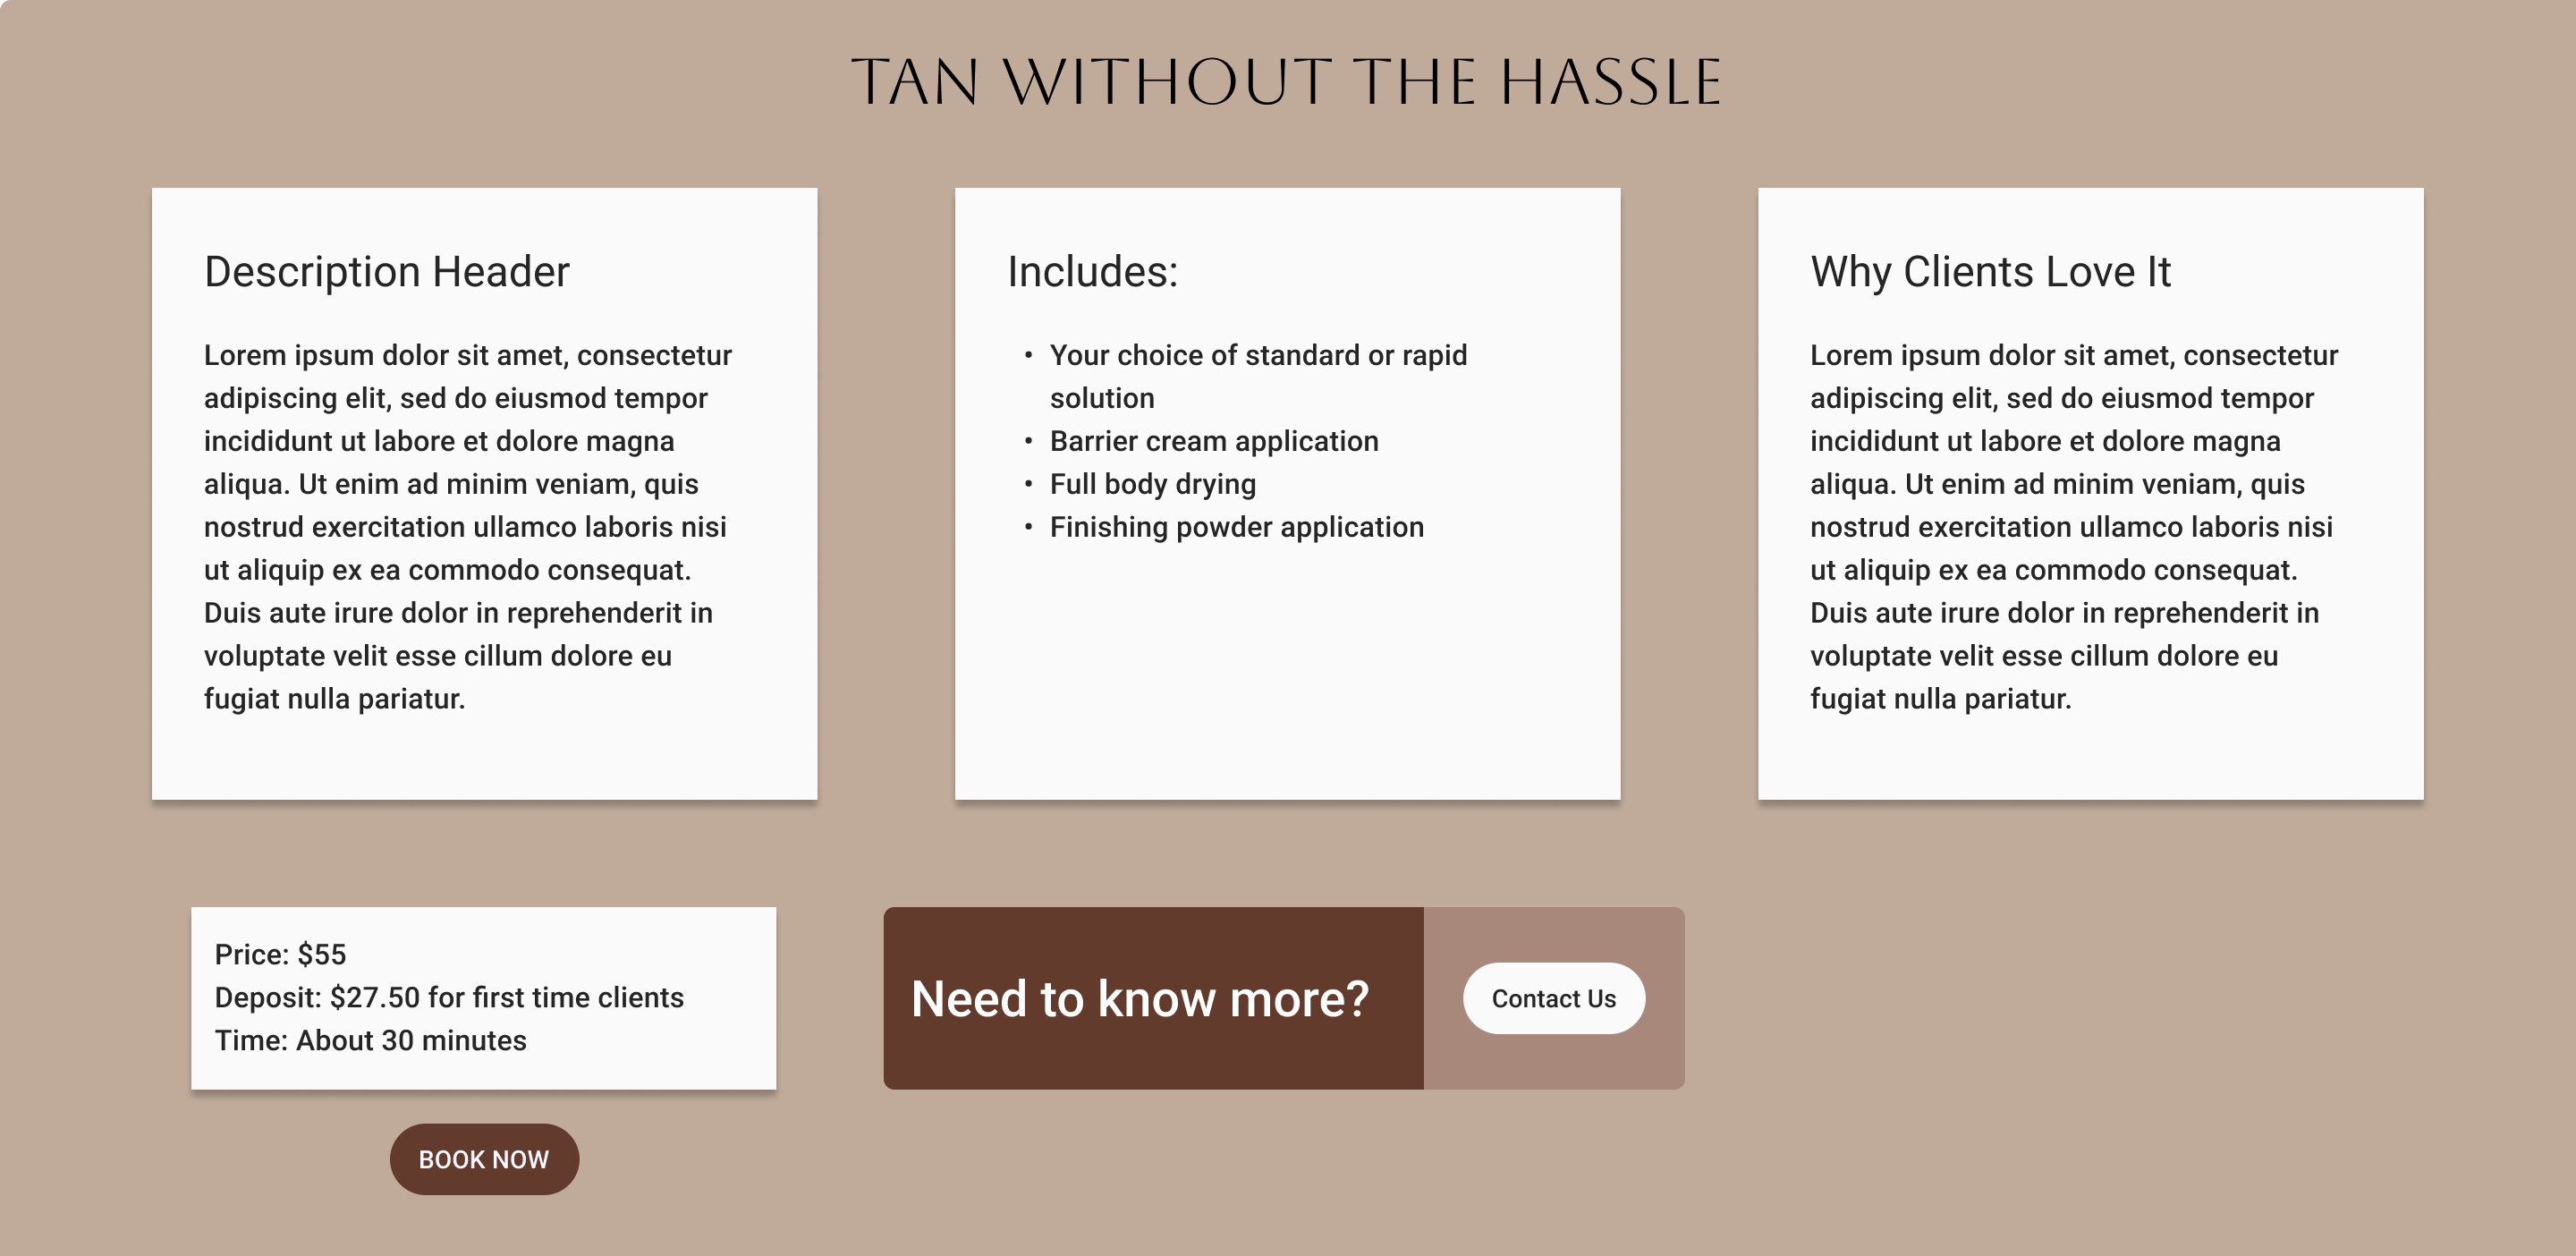 TAN WITHOUT THE HASSLE
Description Header
Lorem ipsum dolor sit amet, consectetur
adipiscing elit, sed do eiusmod tempor
incididunt ut labore et dolore magna
aliqua. Ut enim ad minim veniam, quis
nostrud exercitation ullamco laboris nisi
ut aliquip ex ea commodo consequat.
Duis aute irure dolor in reprehenderit in
voluptate velit esse cillum dolore eu
fugiat nulla pariatur.
Includes:
• Your choice of standard or rapid
solution
• Barrier cream application
• Full body drying
• Finishing powder application
Why Clients Love It
Lorem ipsum dolor sit amet, consectetur
adipiscing elit, sed do eiusmod tempor
incididunt ut labore et dolore magna
aliqua. Ut enim ad minim veniam, quis
nostrud exercitation ullamco laboris nisi
ut aliquip ex ea commodo consequat.
Duis aute irure dolor in reprehenderit in
voluptate velit esse cillum dolore eu
fugiat nulla pariatur.
Price: $55
Deposit: $27.50 for first time clients
Time: About 30 minutes
BOOK NOW
Need to know more?
Contact Us